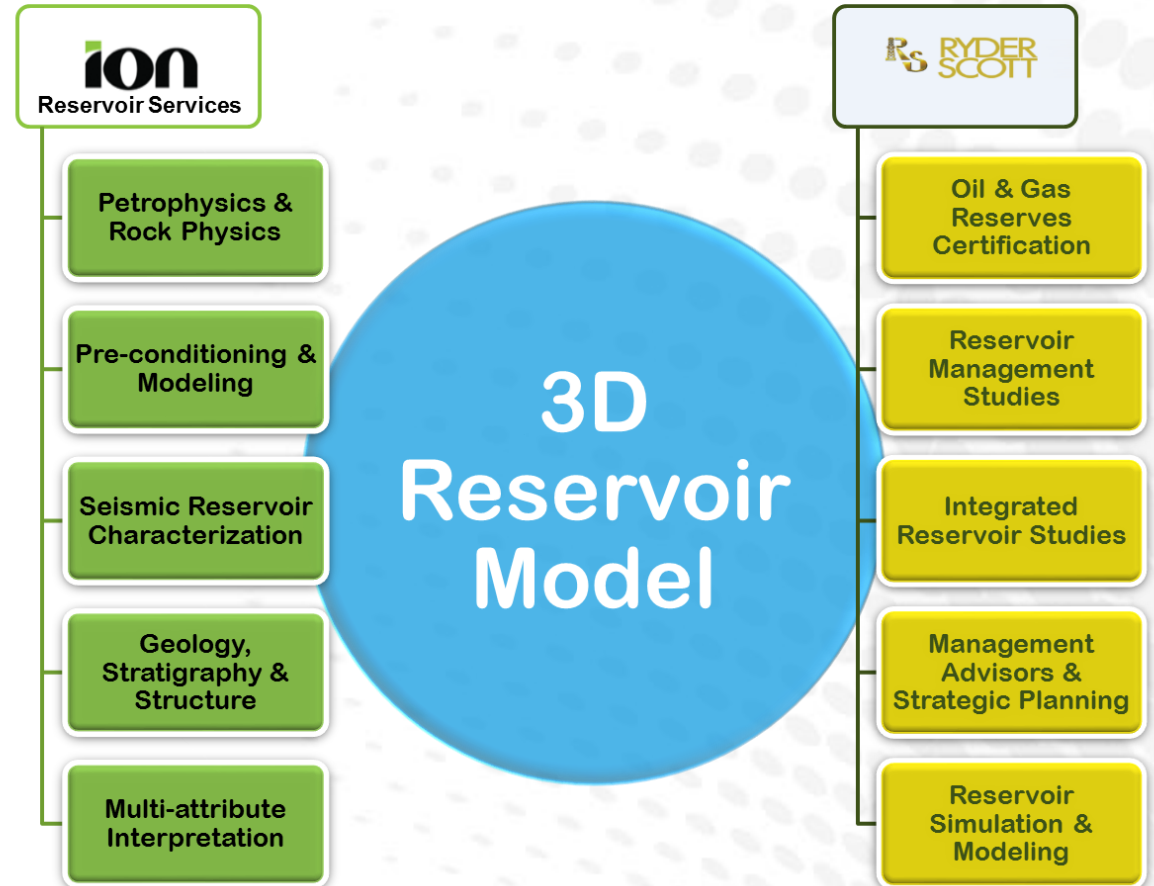 ion
Reservoir Services
Petrophysics &
Rock Physics
Pre-conditioning &
Modeling
Seismic Reservoir
Characterization
Geology,
Stratigraphy &
Structure
Multi-attribute
Interpretation
3D
Reservoir
Model
RS RYDER
SCOTT
Oil & Gas
Reserves
Certification
Reservoir
Management
Studies
Integrated
Reservoir Studies
Management
Advisors &
Strategic Planning
Reservoir
Simulation &
Modeling